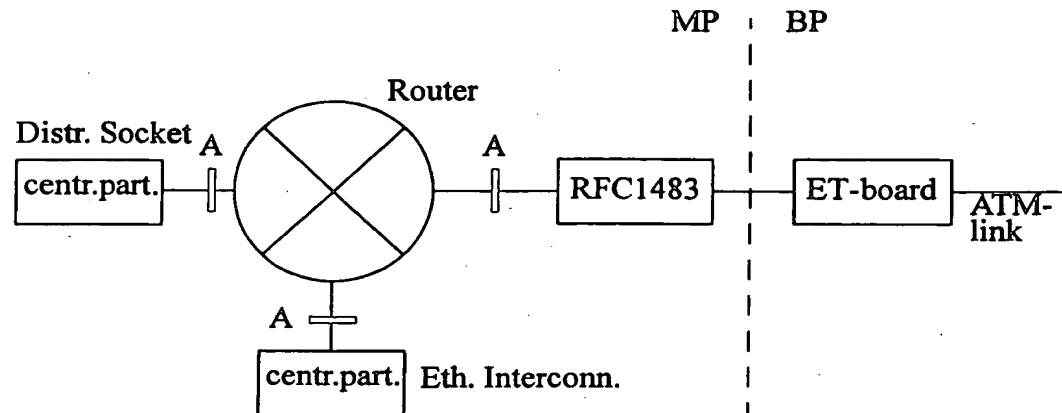 MP BP
Router
Distr. Socket
A
A
centr.part.
RFC1483
ET-board
ATM-
link
A
centr.part.
Eth. Interconn.